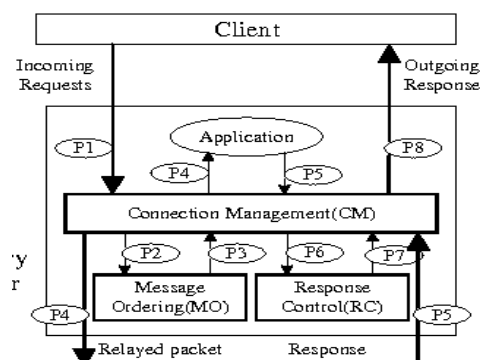 Client
Incoming
Requests
Outgoing
Response
Application
P1
P4
P5
P8
Connection Management(CM)
P2
P3
P6
P7
Message
Ordering(MO)
Response
Control(RC)
P4
P5
Relayed packet
Response